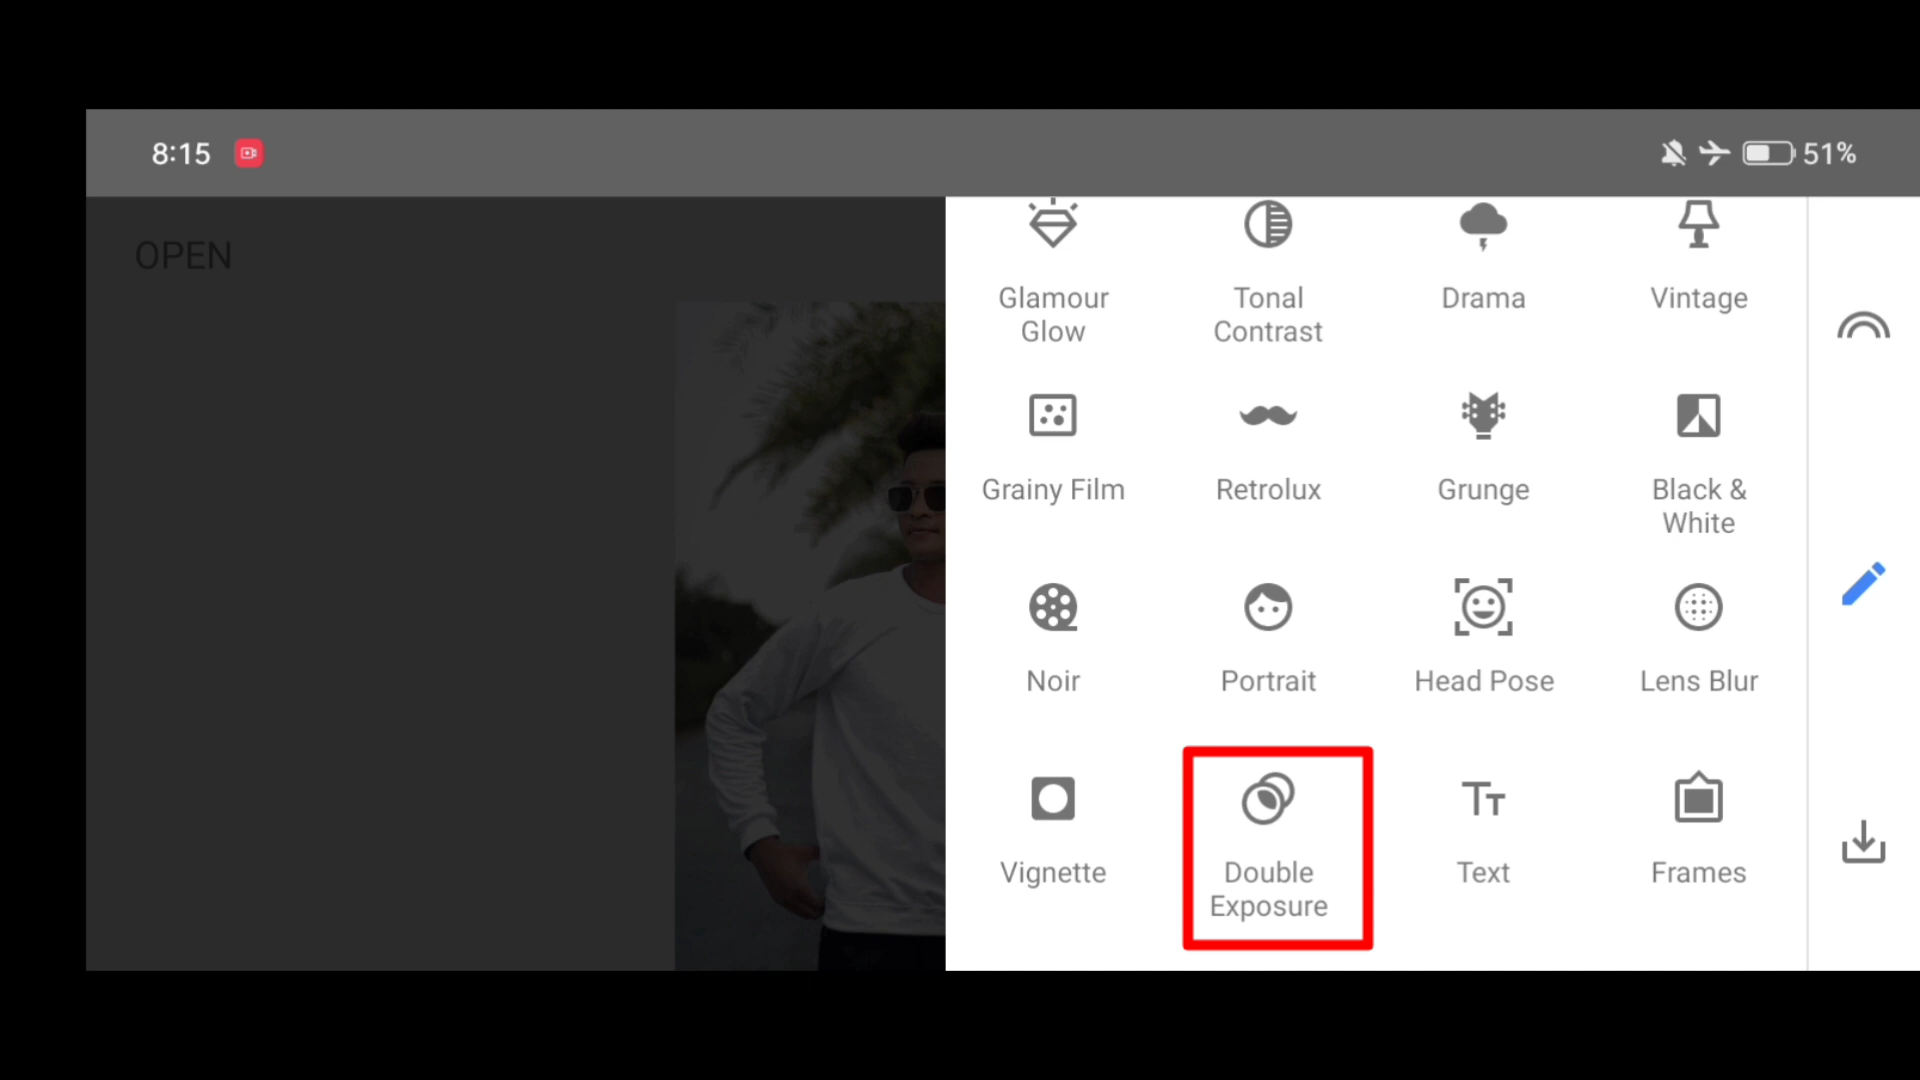 8:15
51%
OPEN
Glamour
Glow
Tonal
Contrast
Drama
Vintage
Grainy Film
Retrolux
Grunge
Black &
White
Noir
Portrait
Head Pose
Lens Blur
Vignette
Double
Exposure
Text
Frames